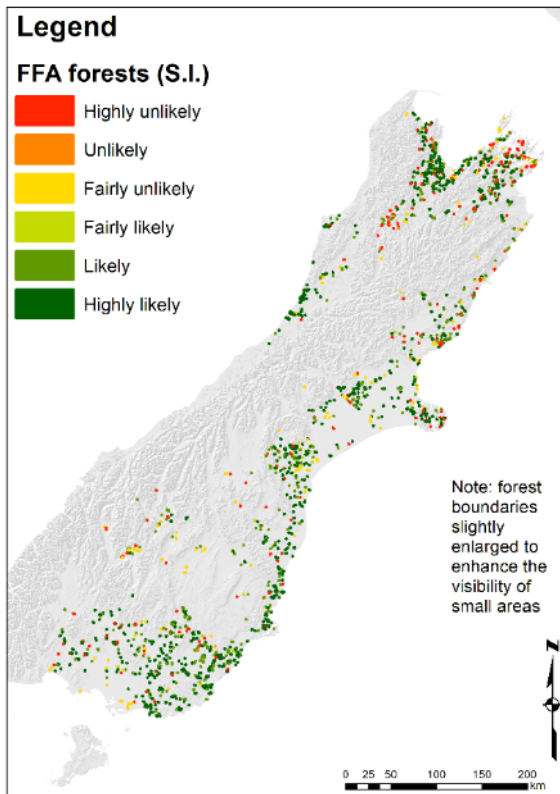 Legend
FFA forests (S.I.)
Highly unlikely
Unlikely
Fairly unlikely
Fairly likely
Likely
Highly likely
Note: forest
boundaries
slightly
enlarged to
enhance the
visibility of
small areas
N
0 25 50 100 150 200
km